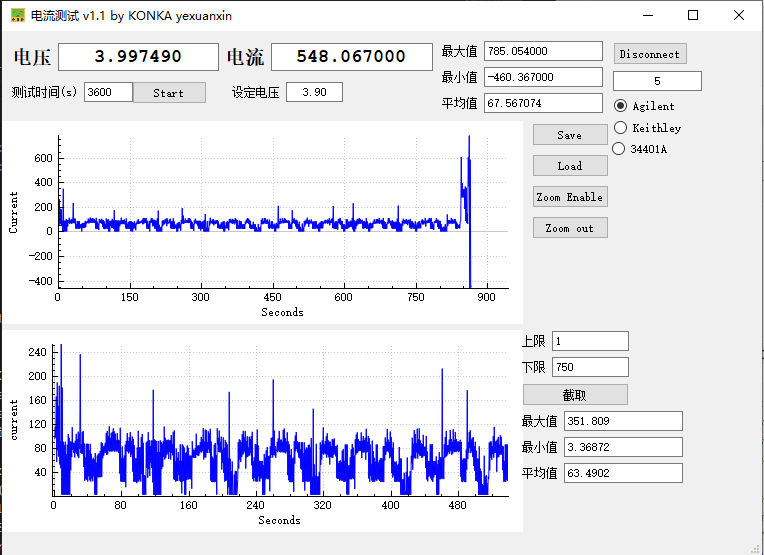 电流测试 v1.1 by KONKA yexuanxin
电压 3.997490 电流 548.067000
最大值 785.054000
Disconnect
最小值 -460.367000
5
测试时间(s) 3600 Start 设定电压 3.90
平均值 67.567074
Agilent
Keithley
34401A
Save
Load
Zoom Enable
Zoom out
Current
600
400
200
0
-200
-400
0 150 300 450 600 750 900
Seconds
current
240
200
160
120
80
40
0 80 160 240 320 400 480
Seconds
上限 1
下限 750
截取
最大值 351.809
最小值 3.36872
平均值 63.4902